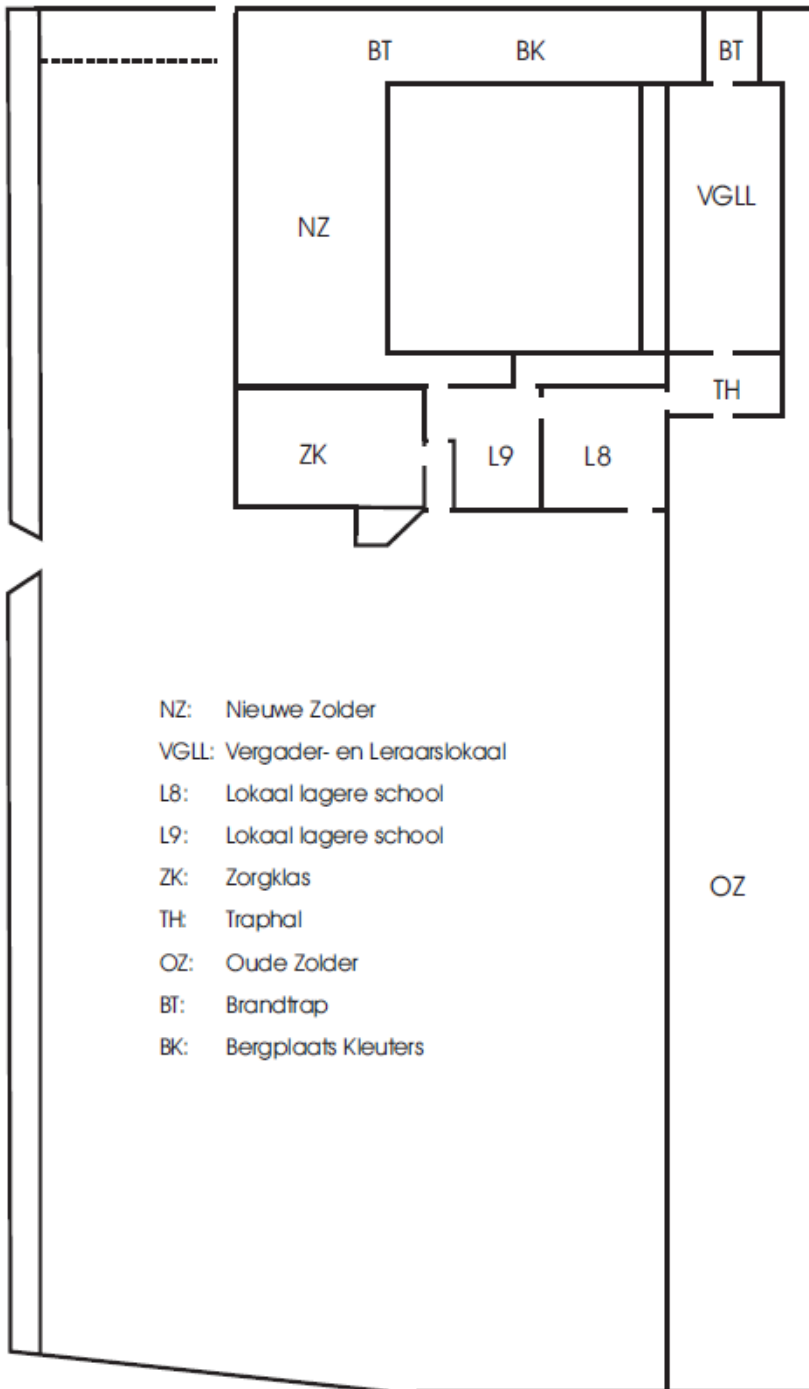 BT BK BT
VGLL
NZ
TH
ZK L9 L8
NZ: Nieuwe Zolder
VGLL: Vergader- en Leraarslokaal
L8: Lokaal lagere school
L9: Lokaal lagere school
ZK: Zorgklas
OZ
TH: Traphal
OZ: Oude Zolder
BT: Brandtrap
BK: Bergplaats Kleuters